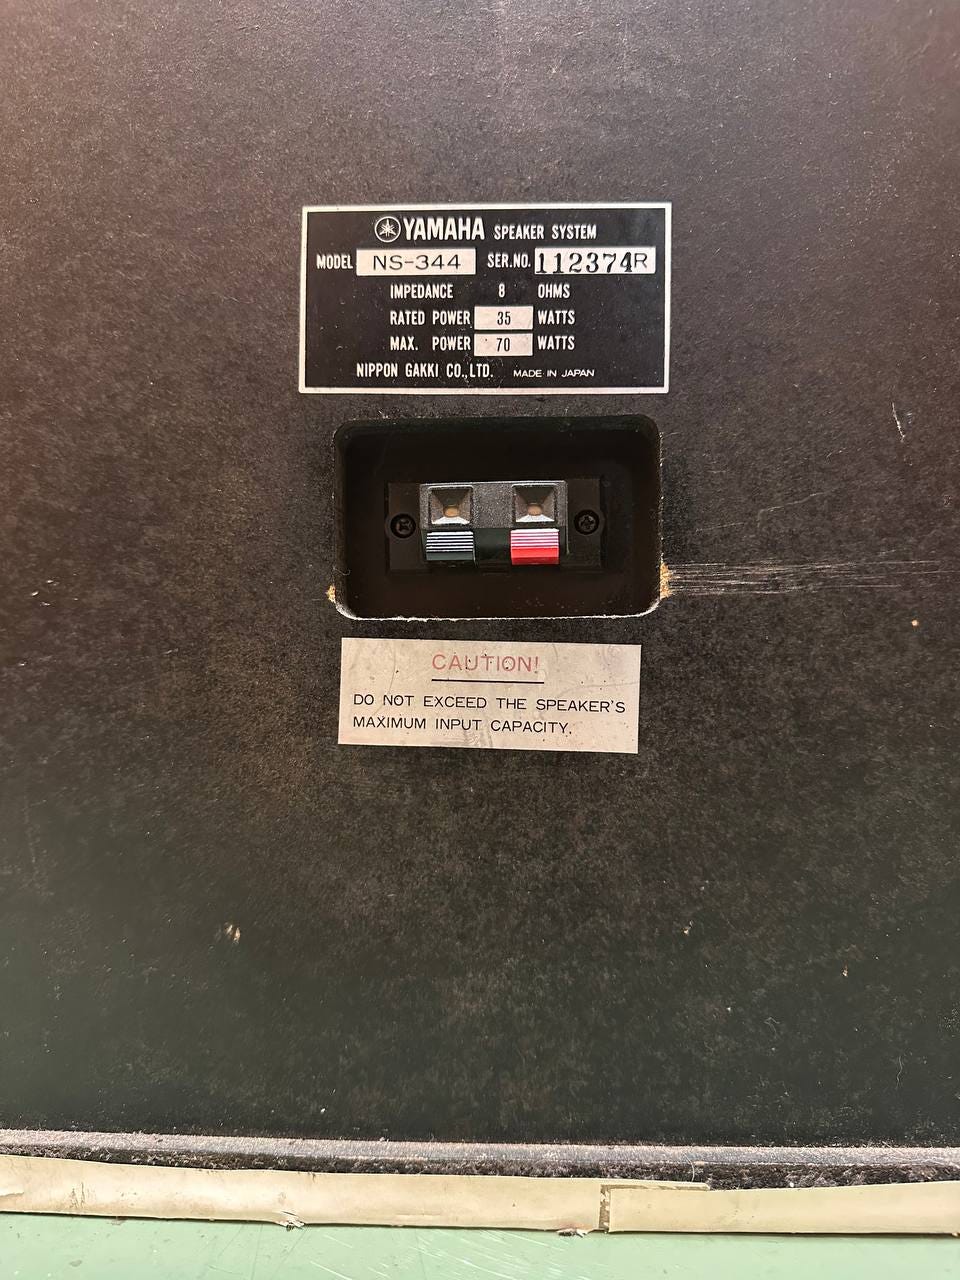 YAMAHA SPEAKER SYSTEM
MODEL NS-344 SER.NO. 112374R
IMPEDANCE 8 OHMS
RATED POWER 35 WATTS
MAX. POWER 70 WATTS
NIPPON GAKKI CO.,LTD. MADE IN JAPAN
CAUTION!
DO NOT EXCEED THE SPEAKER'S
MAXIMUM INPUT CAPACITY.